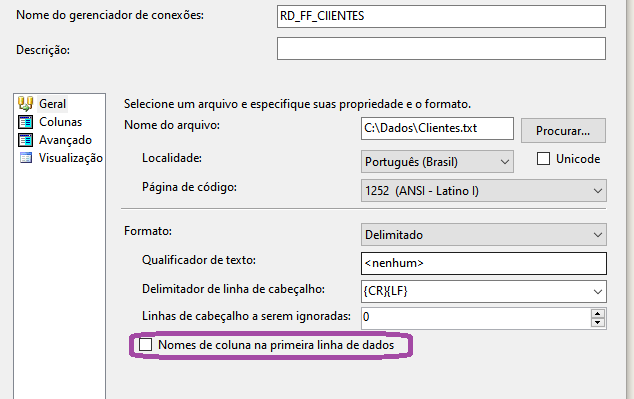 Nome do gerenciador de conexões: RD_FF_ClIENTES
Descrição:
Geral
Colunas
Avançado
Visualização
Selecione um arquivo e especifique suas propriedade e o formato.
Nome do arquivo: C:\Dados\Clientes.txt Procurar...
Localidade: Português (Brasil) Unicode
Página de código: 1252 (ANSI - Latino I)
Formato: Delimitado
Qualificador de texto: <nenhum>
Delimitador de linha de cabeçalho: {CR}{LF}
Linhas de cabeçalho a serem ignoradas: 0
Nomes de coluna na primeira linha de dados